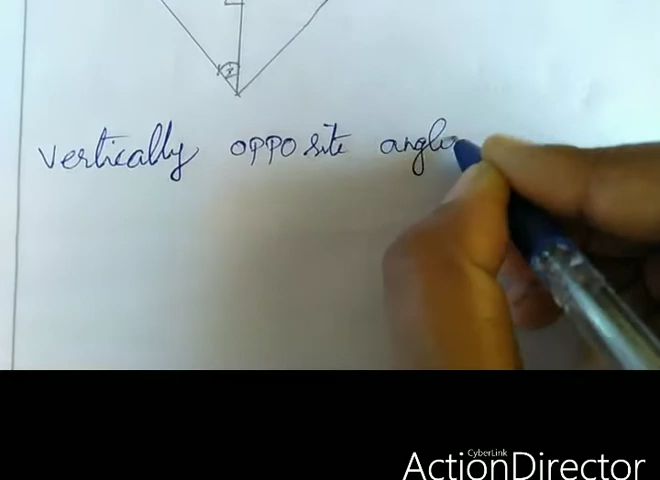 x
vertically opposite angle
CyberLink
ActionDirector